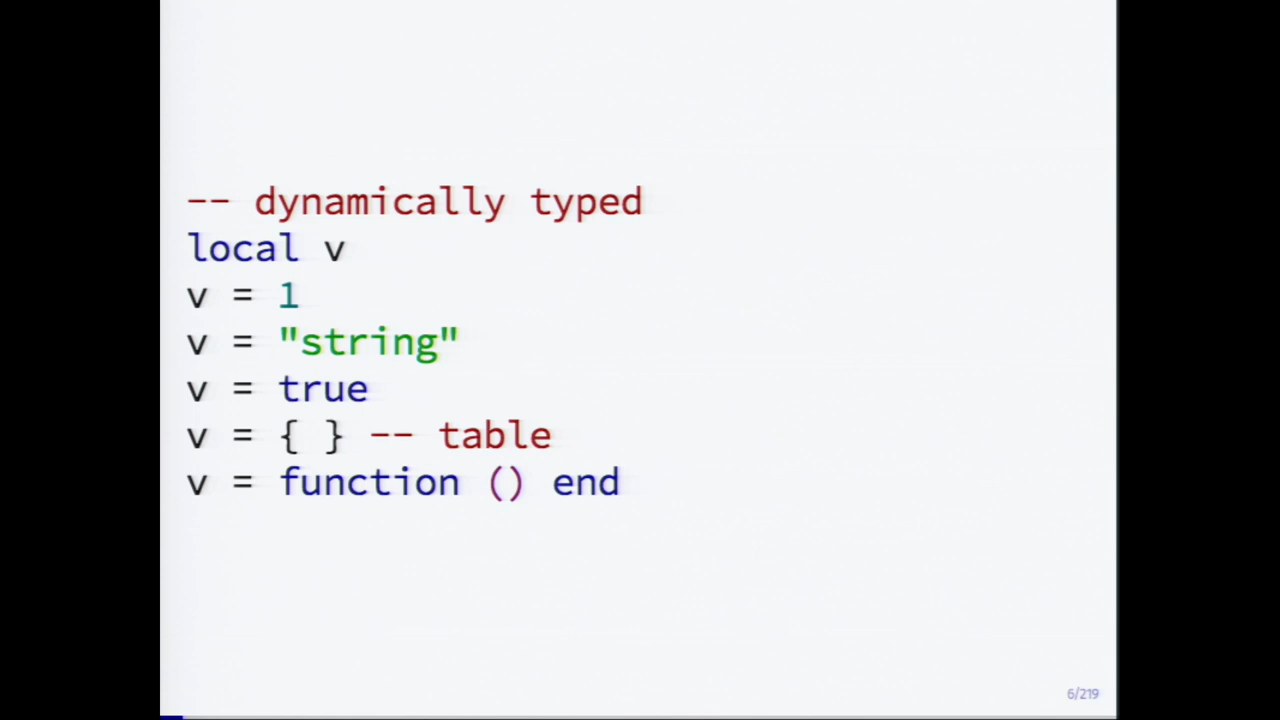 -- dynamically typed
local v
v = 1
v = "string"
v = true
v = { } -- table
v = function () end
6/219